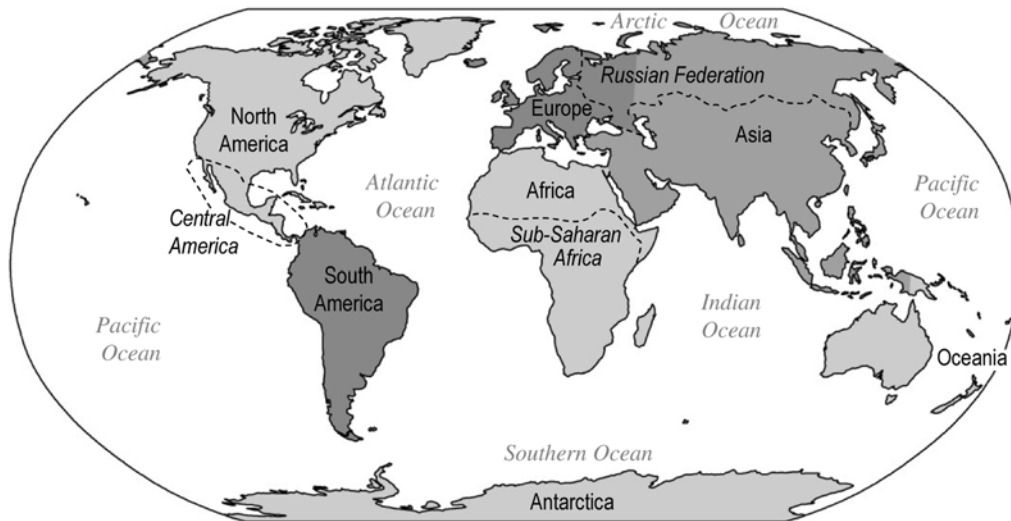 Arctic Ocean
Russian Federation
North
America
Europe
Asia
Atlantic
Ocean
Africa
Pacific
Ocean
Central
America
Sub-Saharan
Africa
South
America
Indian
Ocean
Pacific
Ocean
Oceania
Southern Ocean
Antarctica